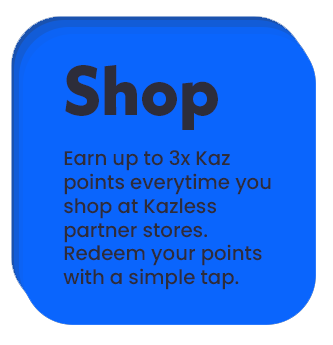 Shop
Earn up to 3x Kaz
points everytime you
shop at Kazless
partner stores.
Redeem your points
with a simple tap.